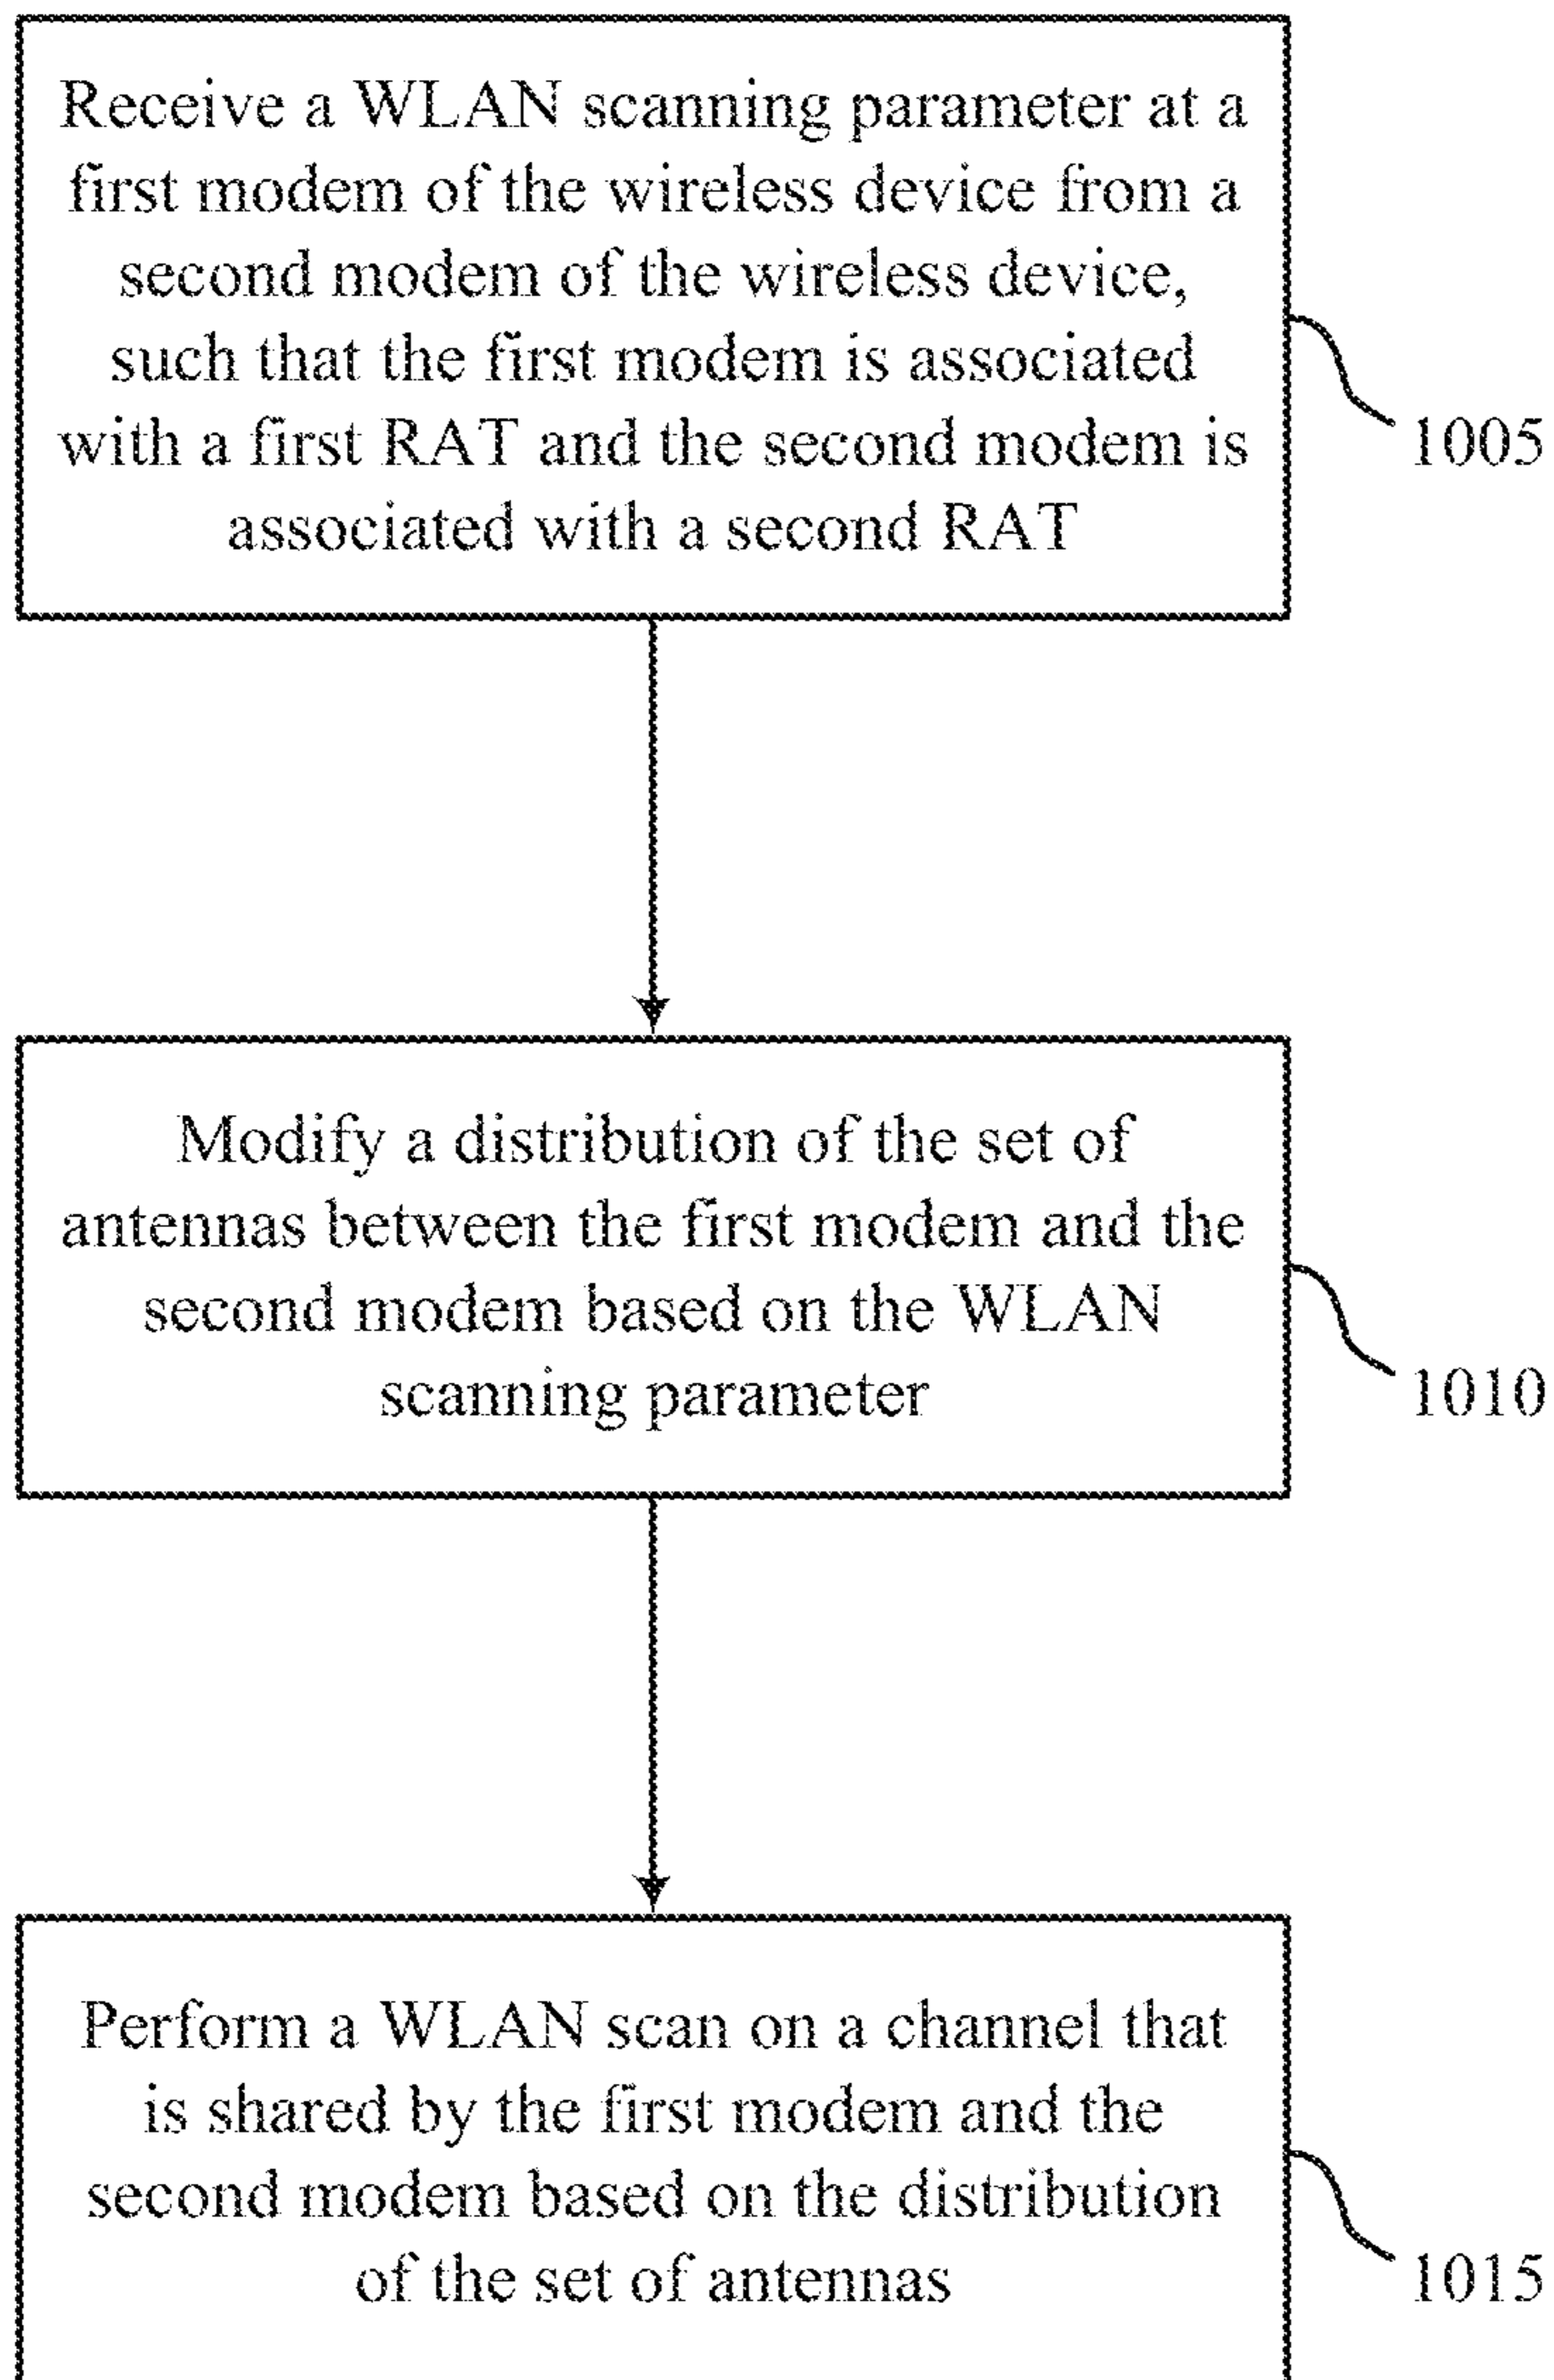 Receive a WLAN scanning parameter at a
first modem of the wireless device from a
second modem of the wireless device,
such that the first modem is associated
with a first RAT and the second modem is
associated with a second RAT
1005
Modify a distribution of the set of
antennas between the first modem and the
second modem based on the WLAN
scanning parameter
1010
Perform a WLAN scan on a channel that
is shared by the first modem and the
second modem based on the distribution
of the set of antennas
1015